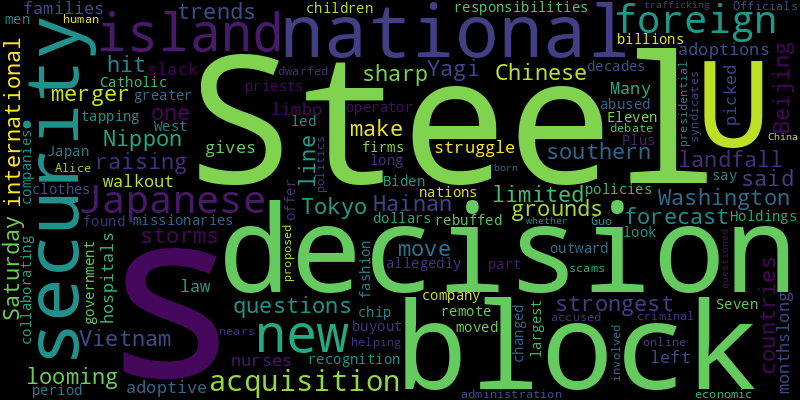 families
trends
children
responsibilities
trafficking
Officials
men
human
island
national
billions
foreign
adoptions
hit
slack
sharp
Yagi
Chinese
decades
Catholic
greater
dwarfed
priests
Many
abused
merger
one
limbo
operator
make
Eleven
presidential
syndicates
picked
Beijing
international
security
tapping
West
led
firms
debate
China
Steel
U
Nippon
gives
line
politics
struggle
Plus
southern
Japan
Alice
raising
long
Biden
landfall
say
companies
clothes
walkout
nations
limited
policies
said
Japanese
offer
Tokyo
Hainan
grounds
Washington
found
missionaries
dollars
rebuffed
born
whether
Guo
forecast
Holdings
Saturday
collaborating
storms
decision
move
outward
look
government
hospitals
proposed
fashion
allegedly
part
scams
questioned
countries
law
S
block
company
strongest
questions
chip
remote
largest
accused
criminal
Seven
monthslong
Vietnam
new
buyout
moved
changed
involved
online
left
nears
helping
looming
nurses
recognition
period
adoptive
acquisition
administration
economic